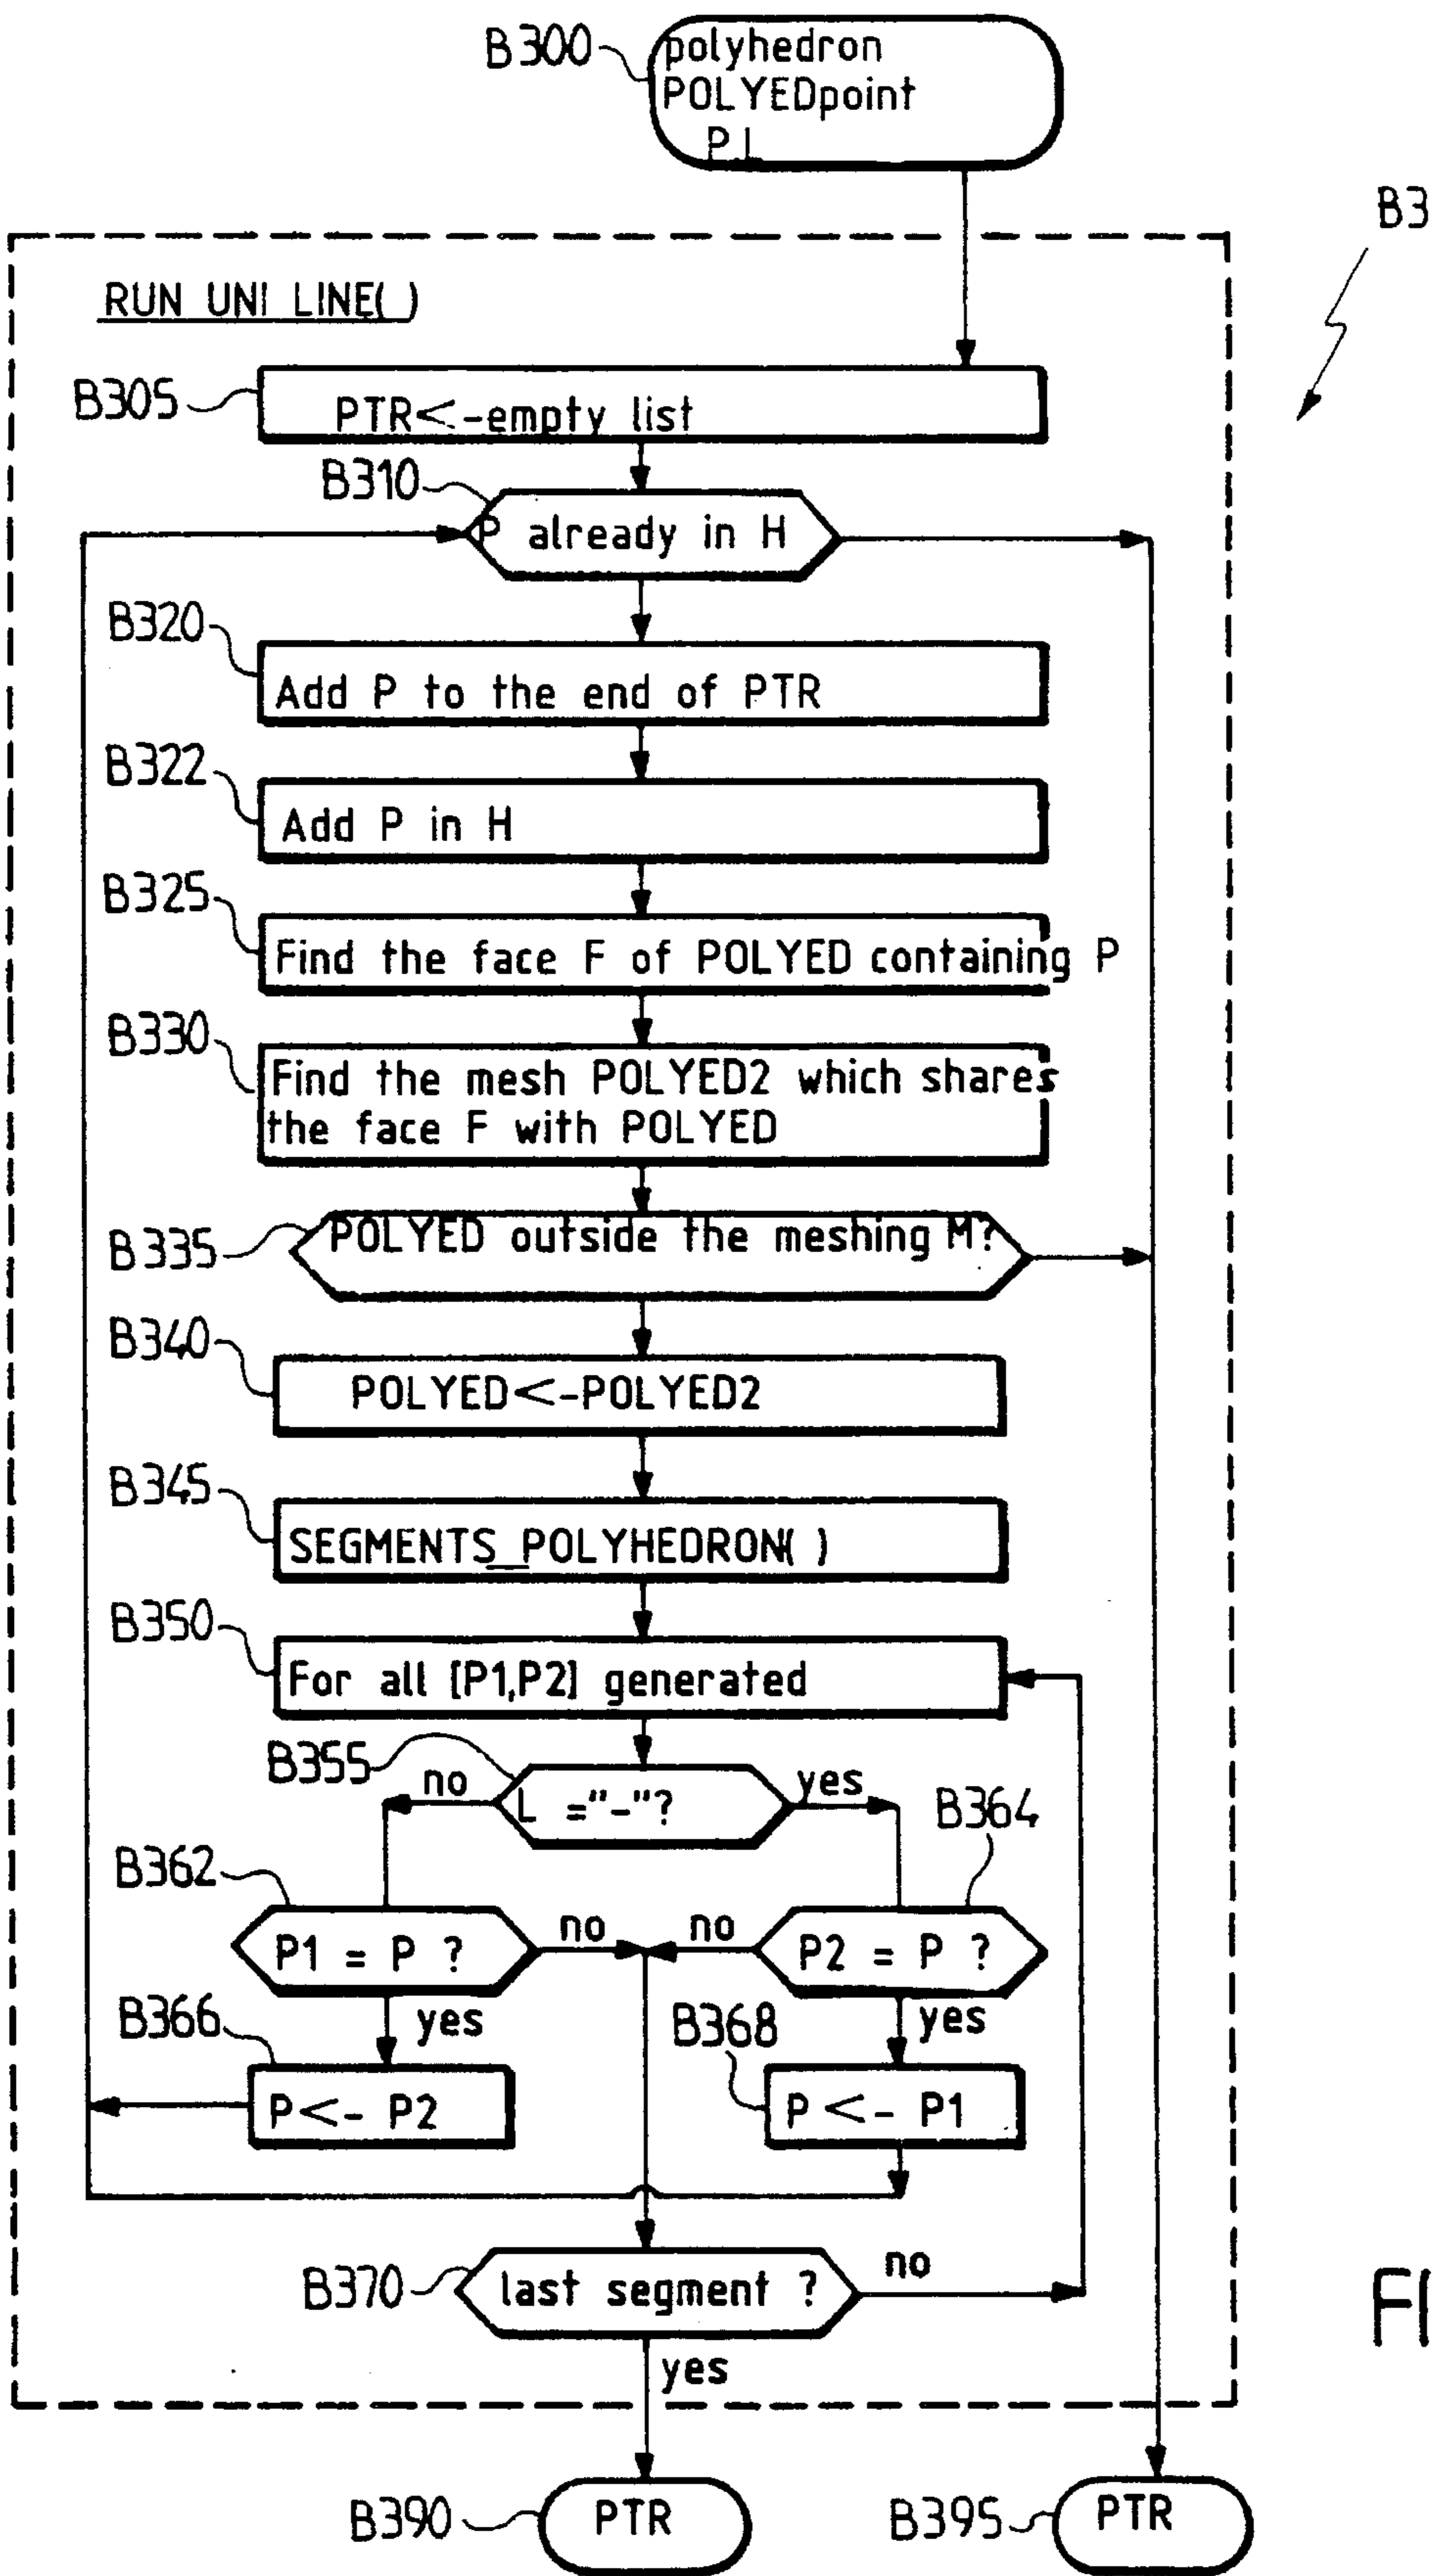 B300
polyhedron
POLYEDpoint
P L
B3
RUN UNI LINE( )
B305
PTR<-empty list
B310
P already in H
B320
Add P to the end of PTR
B322
Add P in H
B325
Find the face F of POLYED containing P
B330
Find the mesh POLYED2 which shares
the face F with POLYED
B335
POLYED outside the meshing M?
B340
POLYED<-POLYED2
B345
SEGMENTS_POLYHEDRON( )
B350
For all [P1,P2] generated
B355
no
L ="-"?
yes
B364
B362
P1 = P ?
no
no
P2 = P ?
B366
yes
B368
yes
P<- P2
P <- P1
B370
last segment ?
no
yes
FI
B390
PTR
B395
PTR